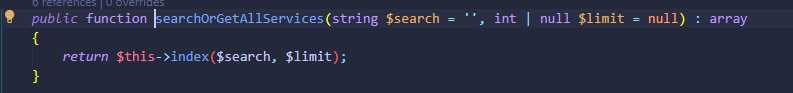 6 references | 0 overrides
public function searchOrGetAllServices(string $search = '', int | null $limit = null) : array
{
return $this->index($search, $limit);
}